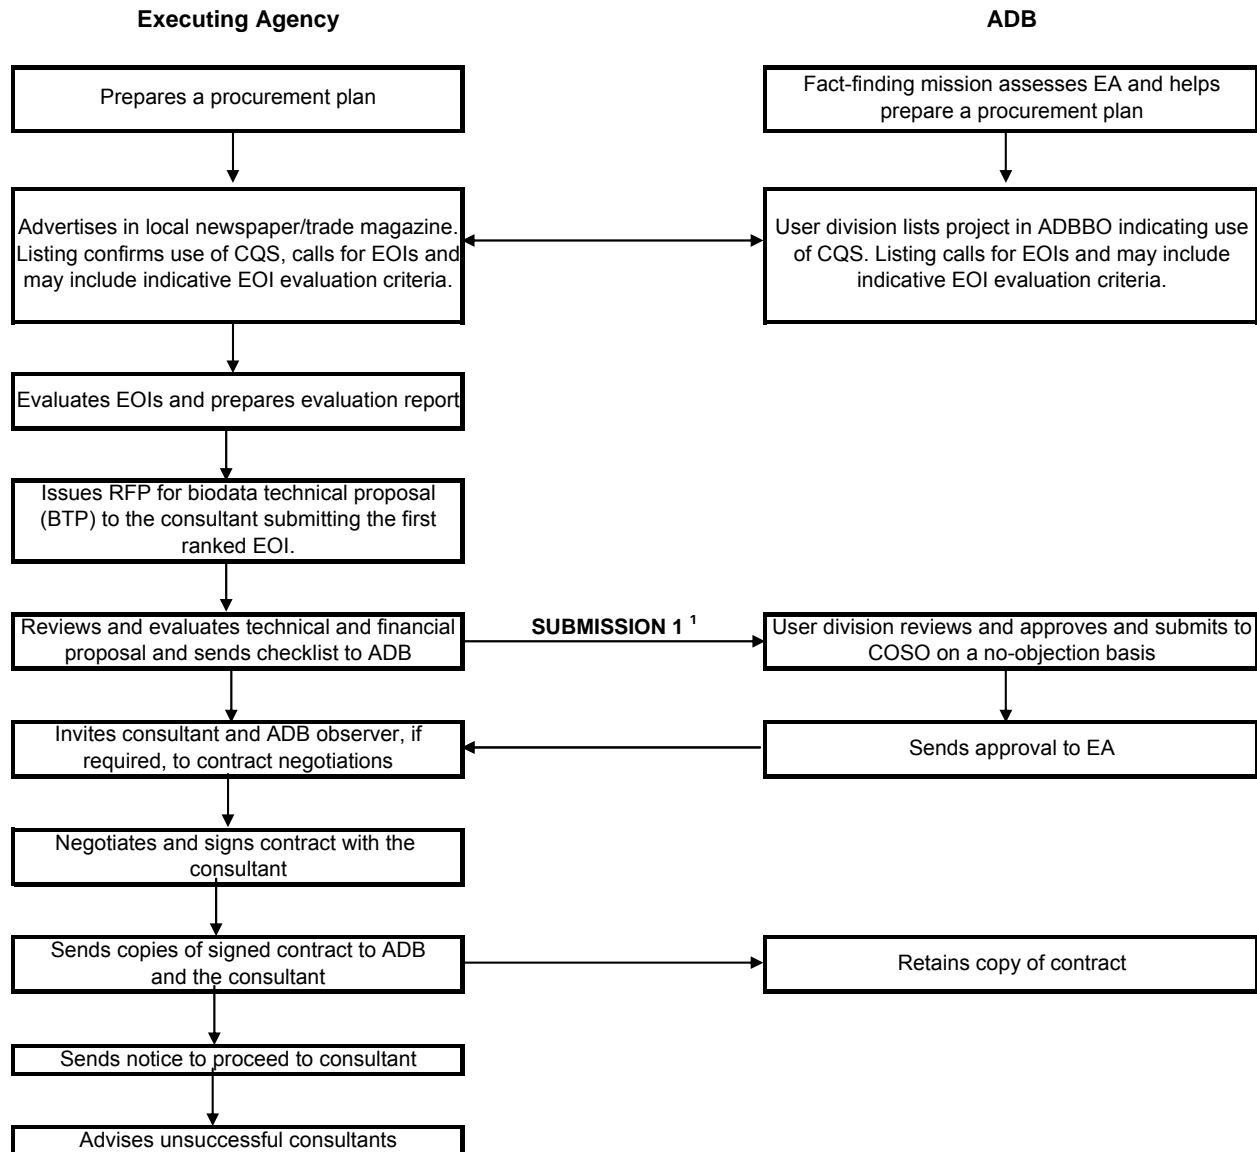 Executing Agency
ADB
Prepares a procurement plan
Fact-finding mission assesses EA and helps
prepare a procurement plan
Advertises in local newspaper/trade magazine.
Listing confirms use of CQS, calls for EOIs and
may include indicative EOI evaluation criteria.
User division lists project in ADBBO indicating use
of CQS. Listing calls for EOIs and may include
indicative EOI evaluation criteria.
Evaluates EOIs and prepares evaluation report
Issues RFP for biodata technical proposal
(BTP) to the consultant submitting the first
ranked EOI.
Reviews and evaluates technical and financial
proposal and sends checklist to ADB
SUBMISSION 1 ¹
User division reviews and approves and submits to
COSO on a no-objection basis
Invites consultant and ADB observer, if
required, to contract negotiations
Sends approval to EA
Negotiates and signs contract with the
consultant
Sends copies of signed contract to ADB
and the consultant
Retains copy of contract
Sends notice to proceed to consultant
Advises unsuccessful consultants